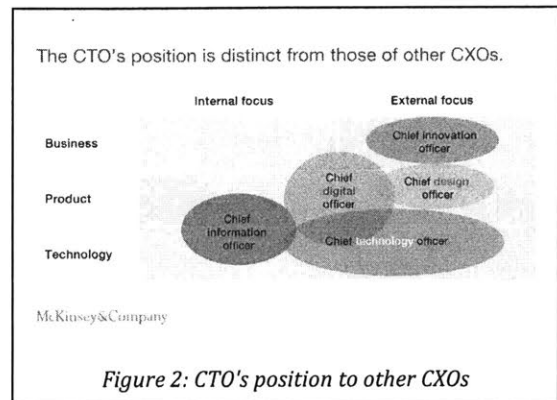 The CTO's position is distinct from those of other CXOs.
Internal focus
External focus
Business
Chief innovation
officer
Product
Chief
digital
officer
Chief design
officer
Chief
information
officer
Technology
Chief technology officer
McKinsey&Company
Figure 2: CTO's position to other CXOs